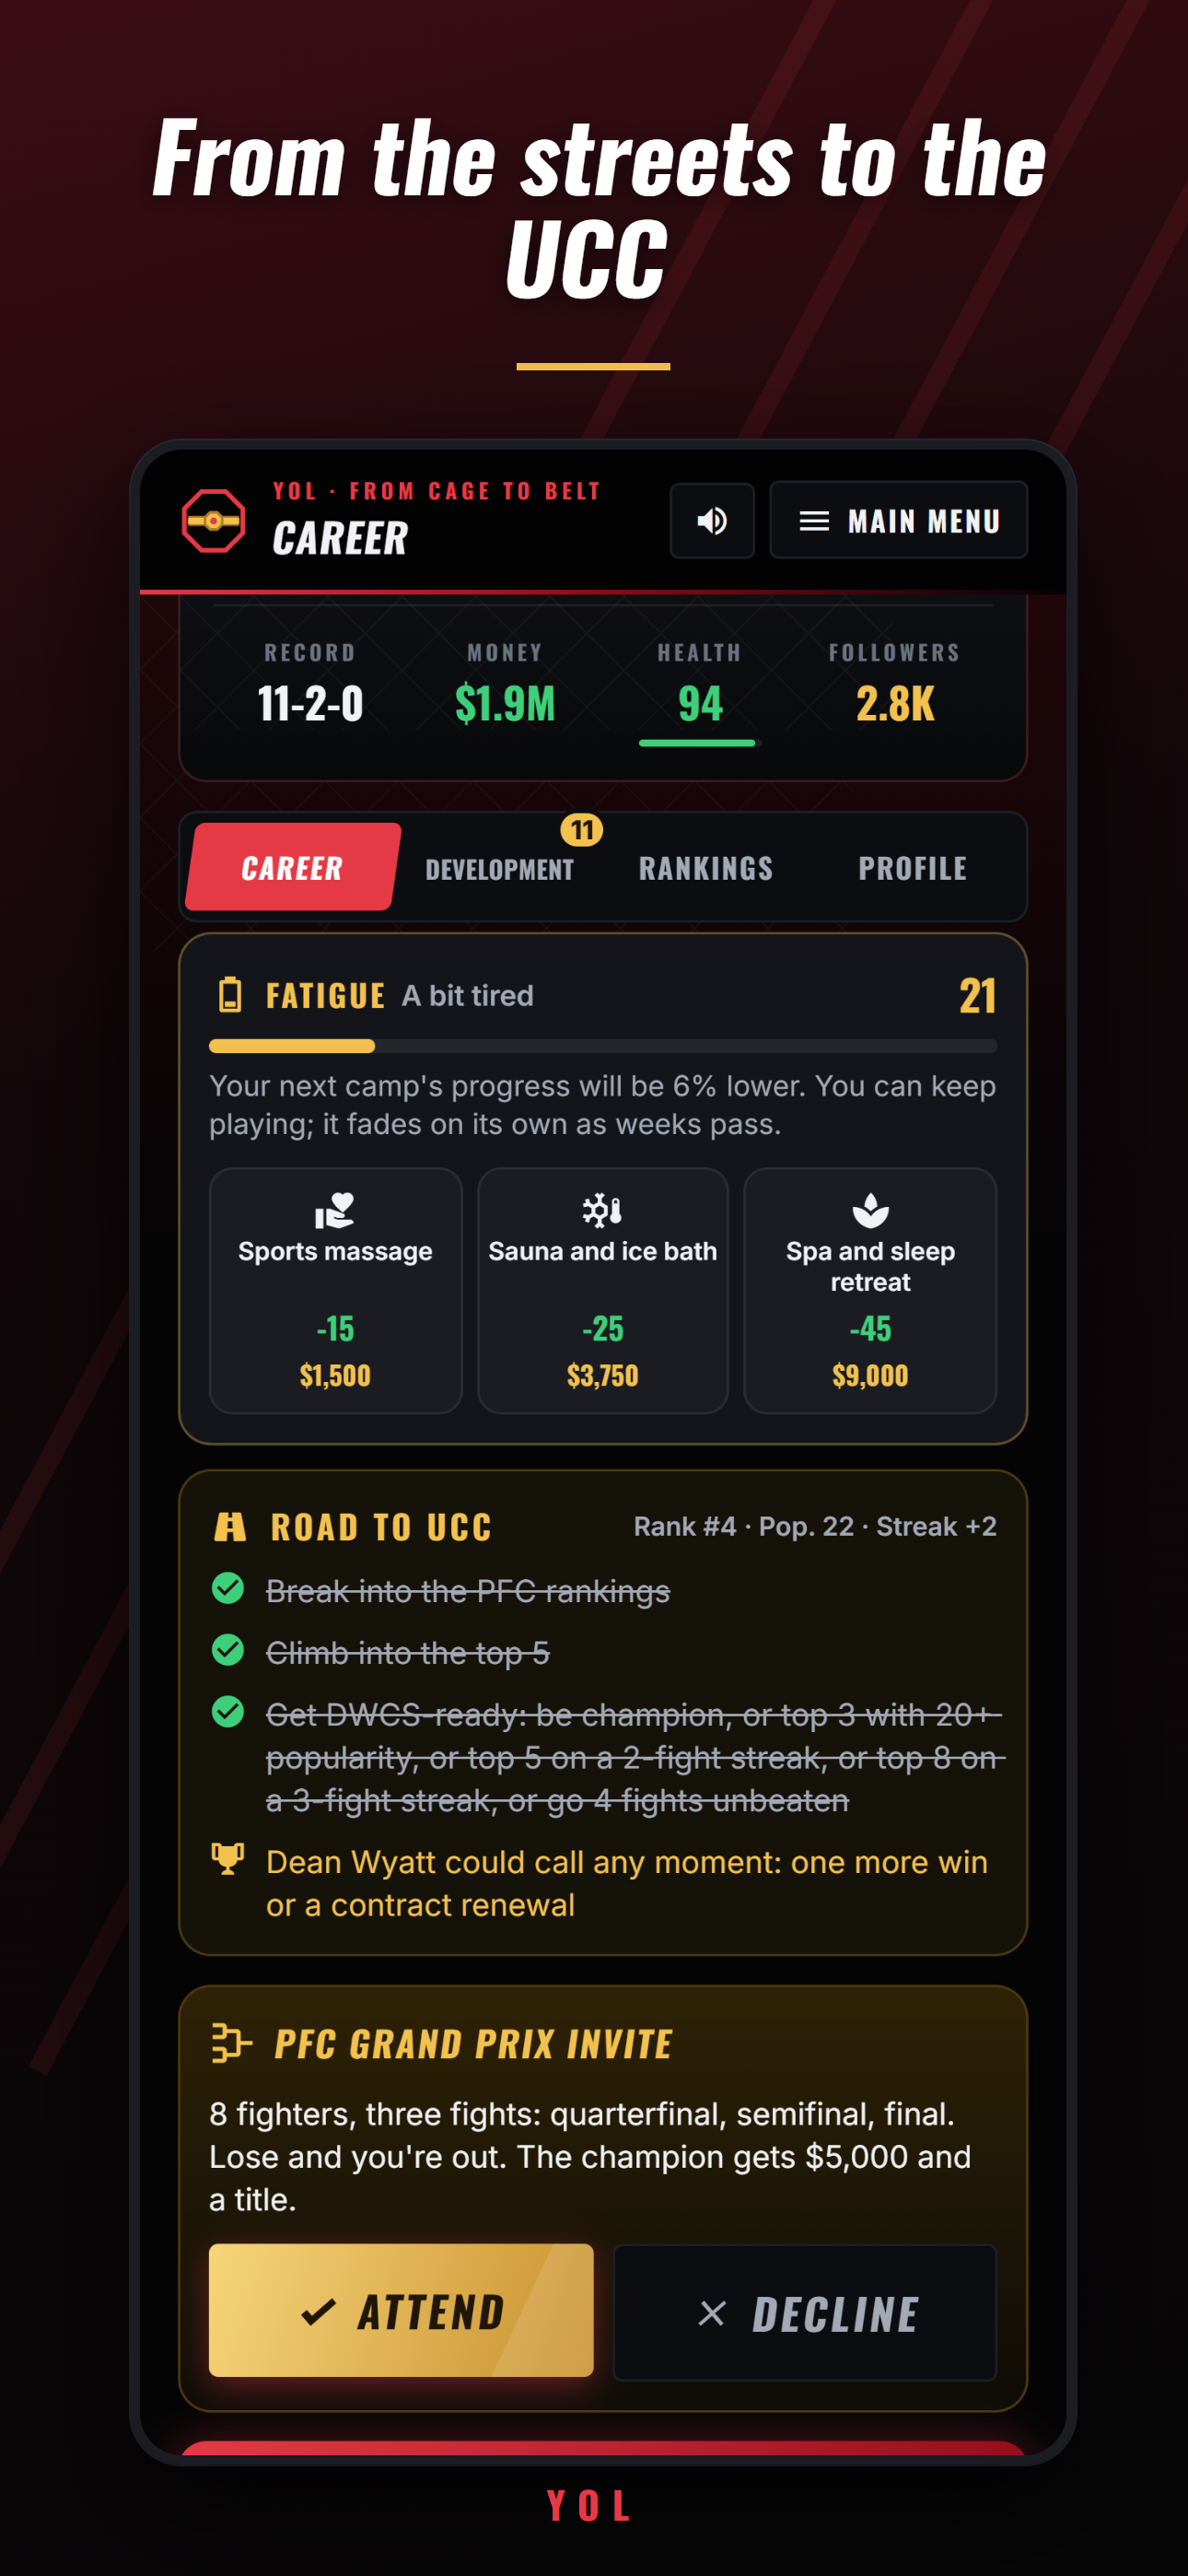 From the streets to the
UCC
YOL · FROM CAGE TO BELT
CAREER
MAIN MENU
RECORD MONEY HEALTH FOLLOWERS
11-2-0 $1.9M 94 2.8K
11
CAREER DEVELOPMENT RANKINGS PROFILE
FATIGUE A bit tired 21
Your next camp's progress will be 6% lower. You can keep
playing; it fades on its own as weeks pass.
Sports massage Sauna and ice bath Spa and sleep
retreat
-15 -25 -45
$1,500 $3,750 $9,000
ROAD TO UCC Rank #4 · Pop. 22 · Streak +2
Break into the PFC rankings
Climb into the top 5
Get DWCS-ready: be champion, or top 3 with 20+
popularity, or top 5 on a 2-fight streak, or top 8 on
a 3-fight streak, or go 4 fights unbeaten
Dean Wyatt could call any moment: one more win
or a contract renewal
PFC GRAND PRIX INVITE
8 fighters, three fights: quarterfinal, semifinal, final.
Lose and you're out. The champion gets $5,000 and
a title.
ATTEND DECLINE
YOL